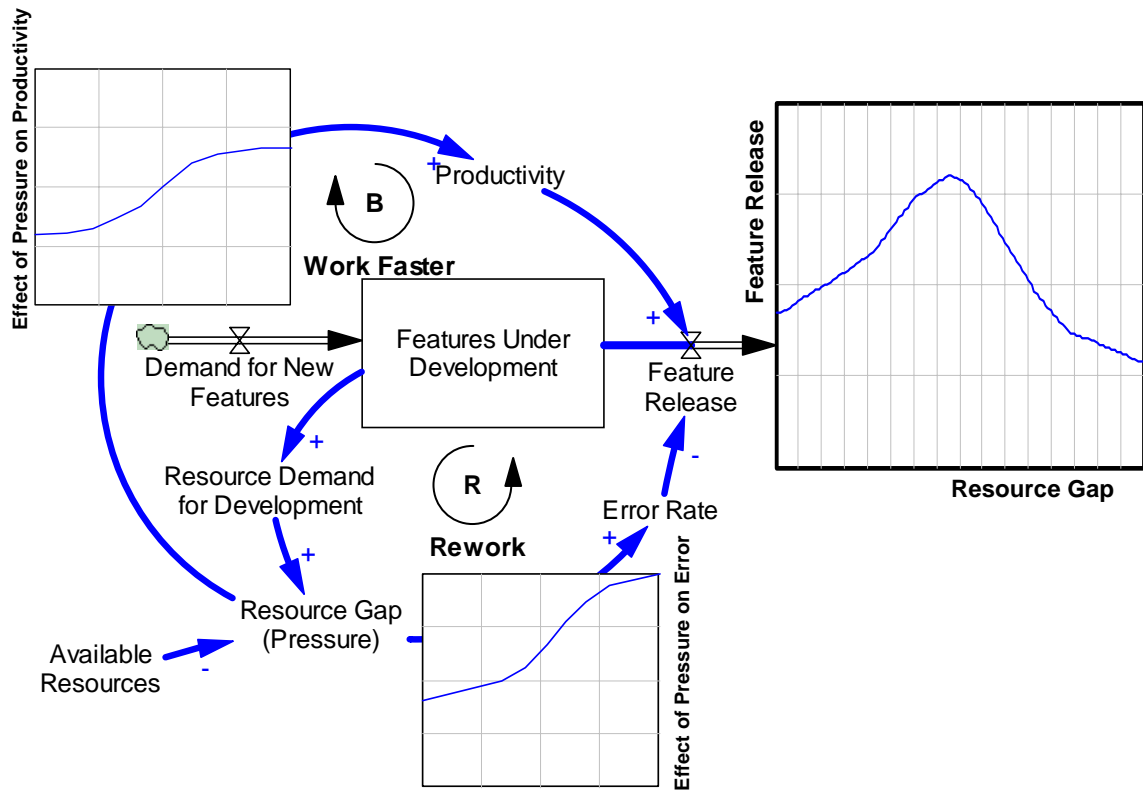 Effect of Pressure on Productivity
+
Productivity
B
Work Faster
Feature Release
Features Under
Development
+
Demand for New
Features
Feature
Release
+
-
Resource Demand
for Development
R
Resource Gap
Error Rate
Rework
+
+
Effect of Pressure on Error
Resource Gap
(Pressure)
Available
Resources
-